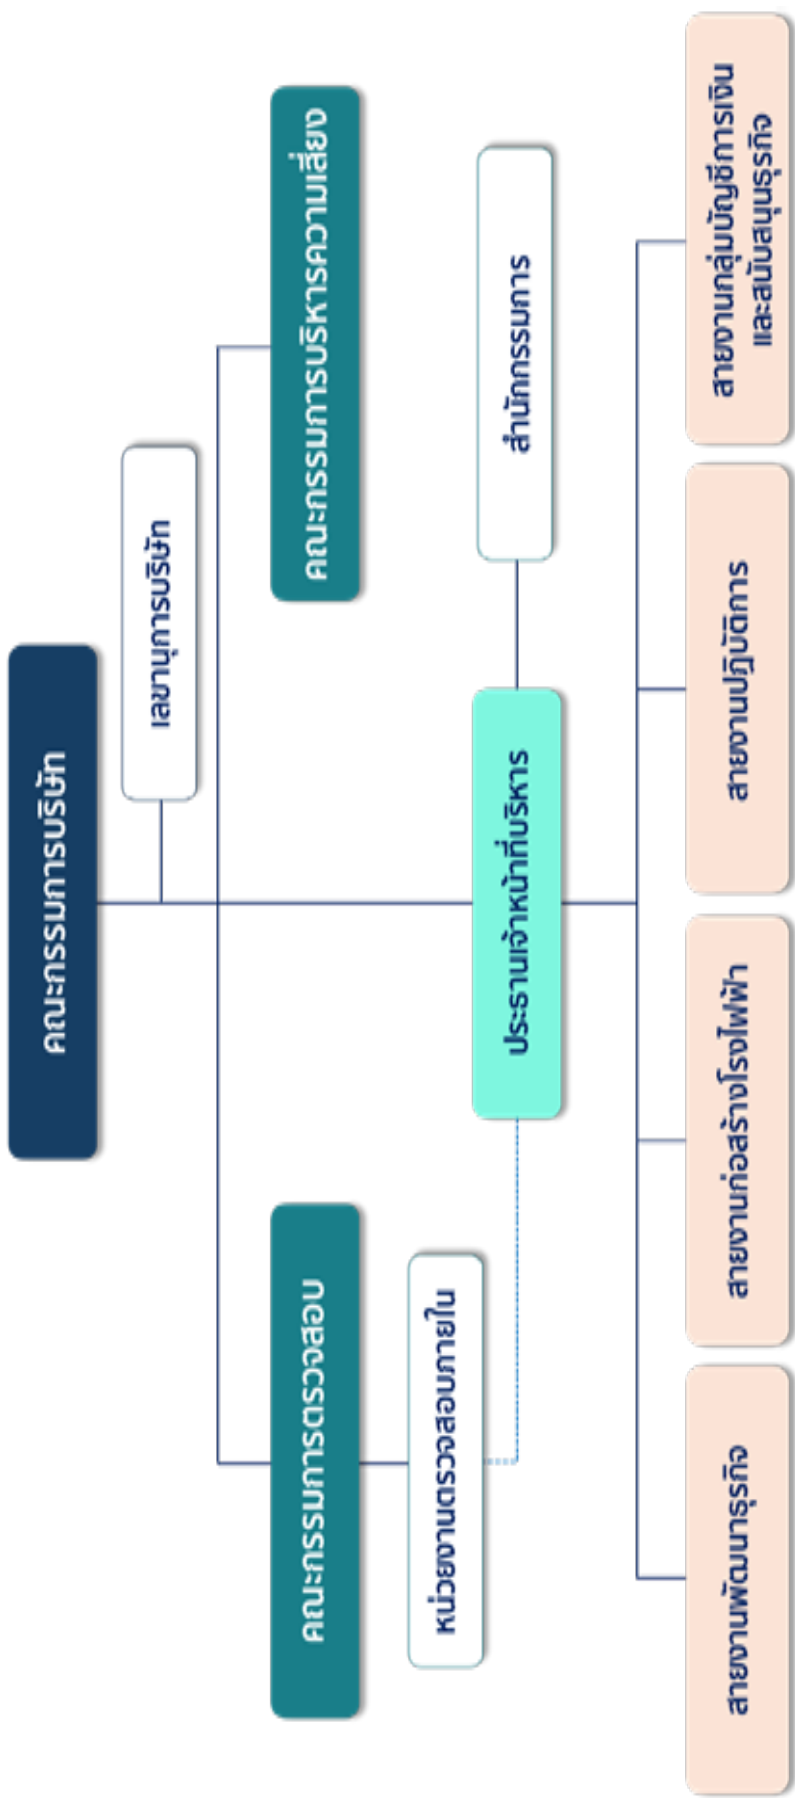 คณะกรรมการบริษัท
เลขานุการบริษัท
คณะกรรมการตรวจสอบ
คณะกรรมการบริหารความเสี่ยง
หน่วยงานตรวจสอบภายใน
ประธานเจ้าหน้าที่บริหาร
สำนักกรรมการ
สายงานพัฒนาธุรกิจ
สายงานก่อสร้างโรงไฟฟ้า
สายงานปฏิบัติการ
สายงานกลุ่มบัญชีการเงิน
และสนับสนุนธุรกิจ